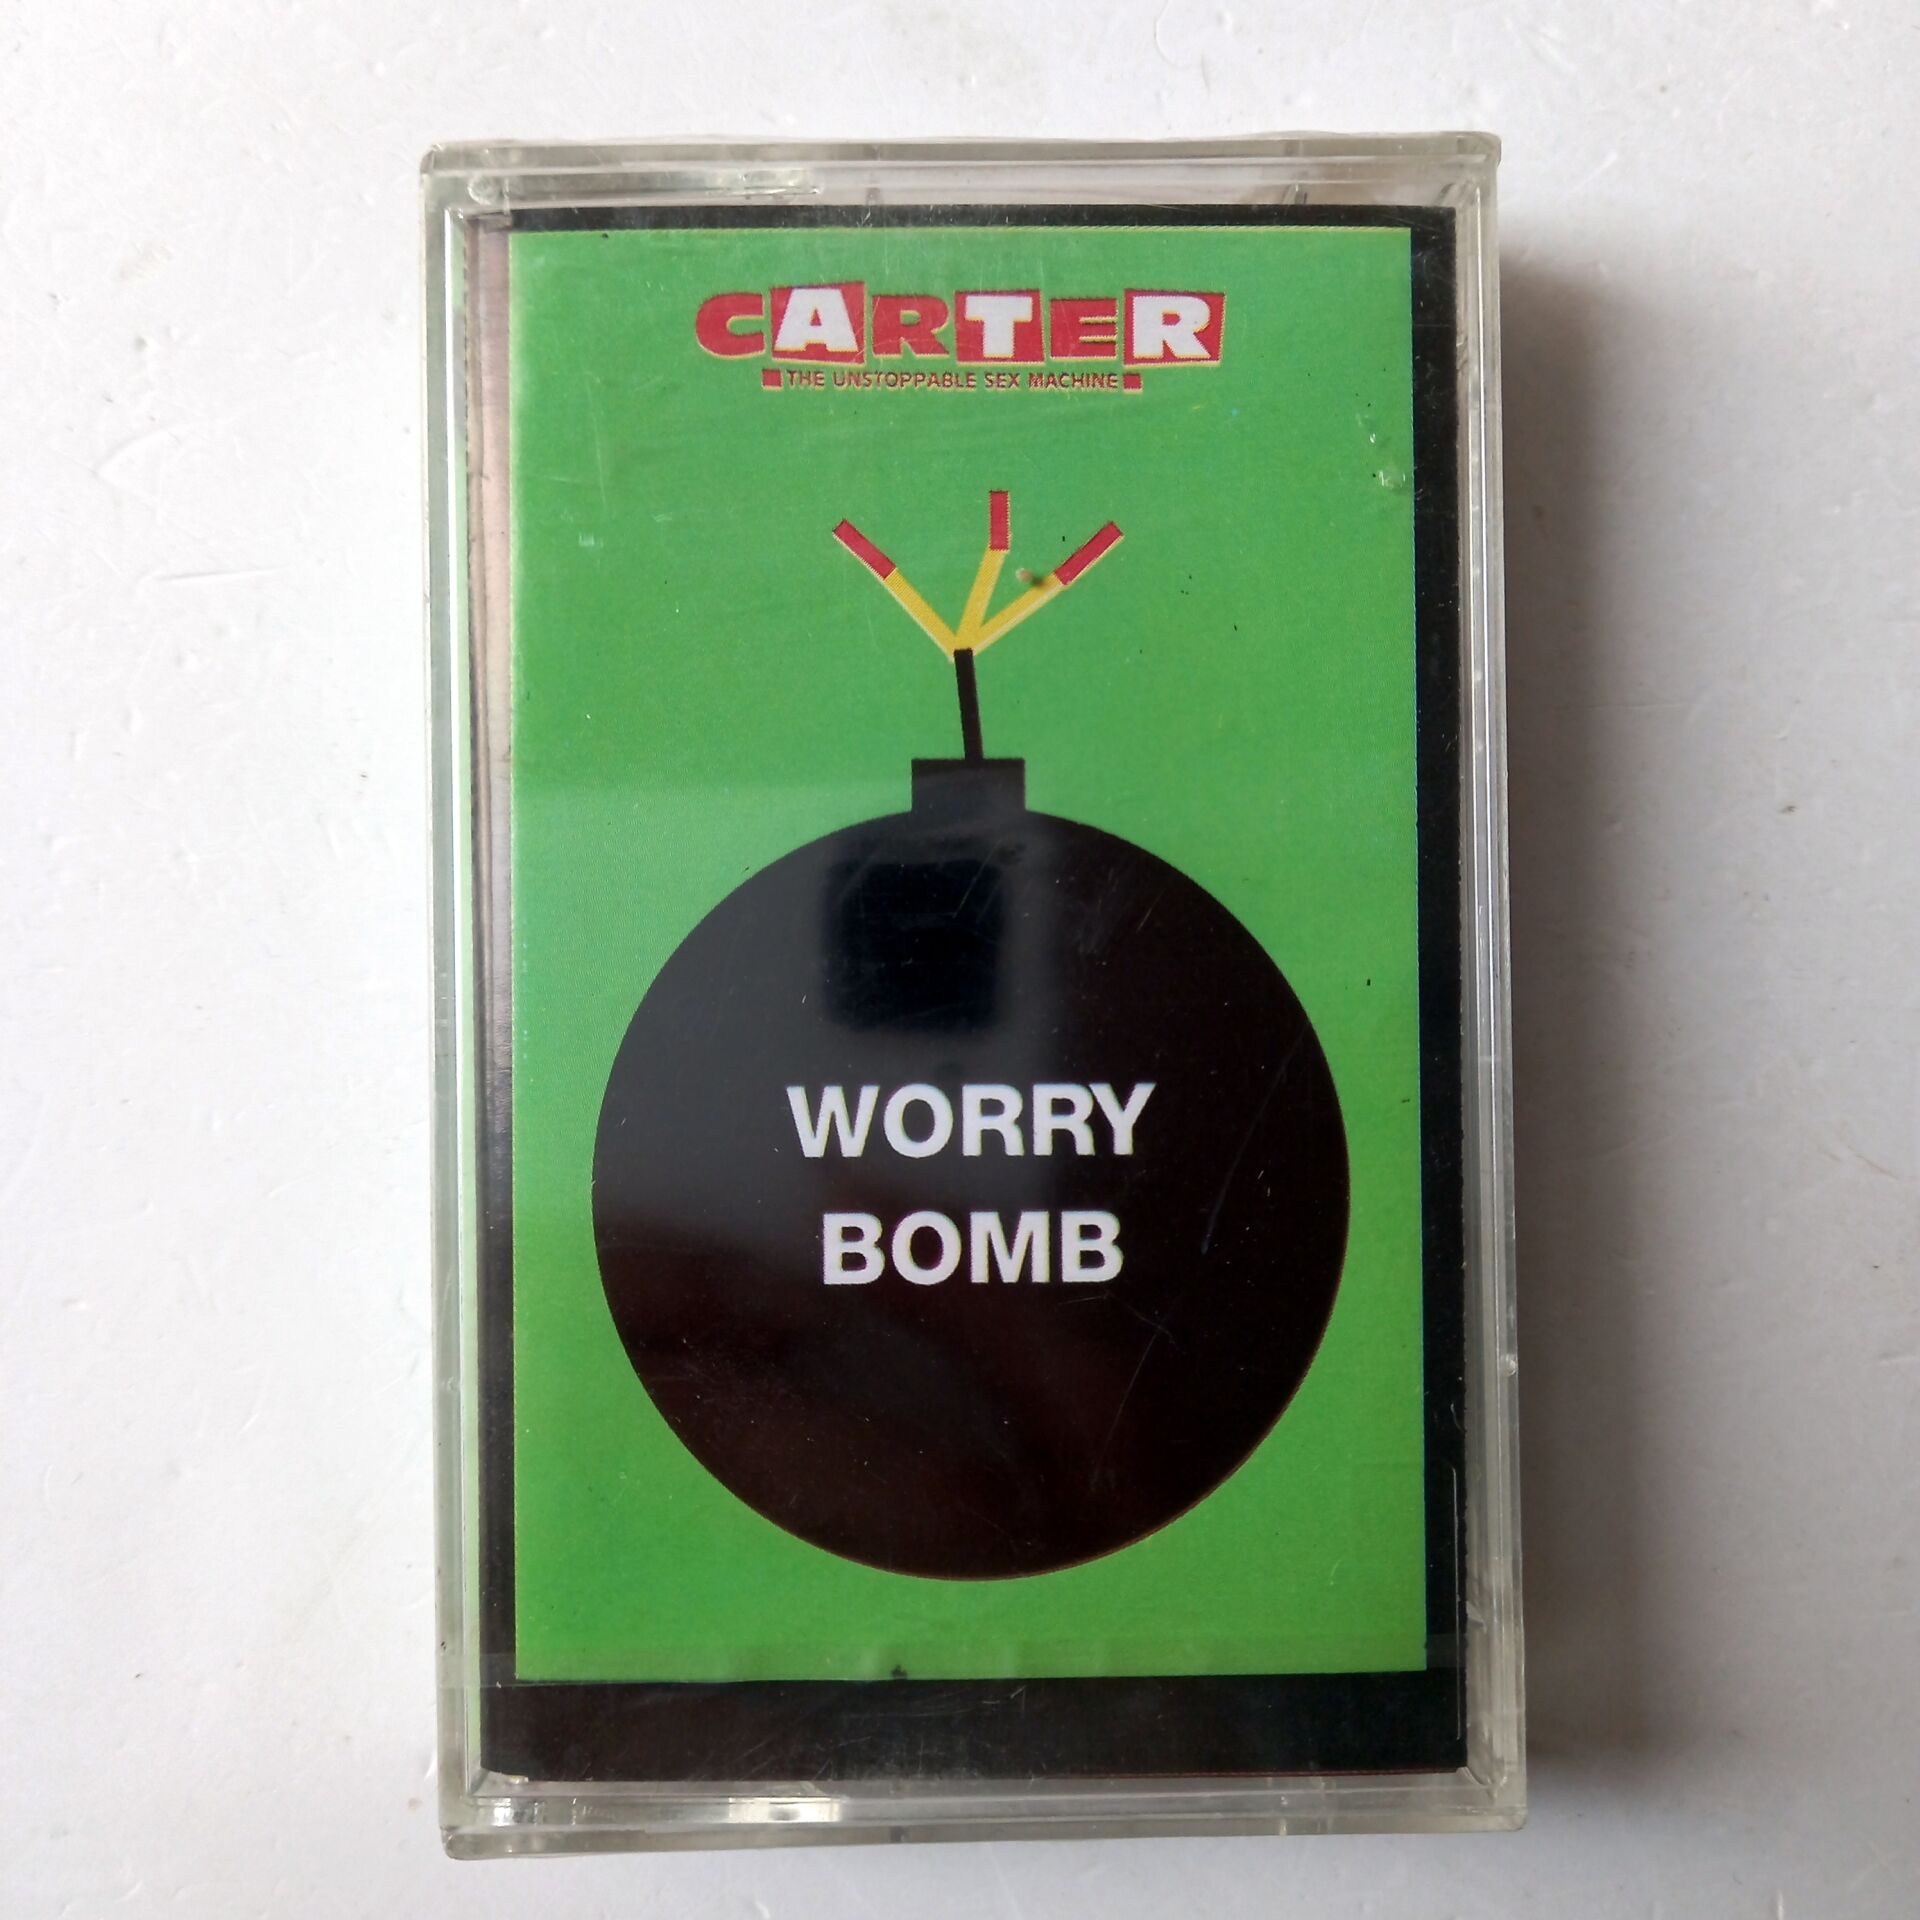 CARTER
THE UNSTOPPABLE SEX MACHINE
WORRY
BOMB